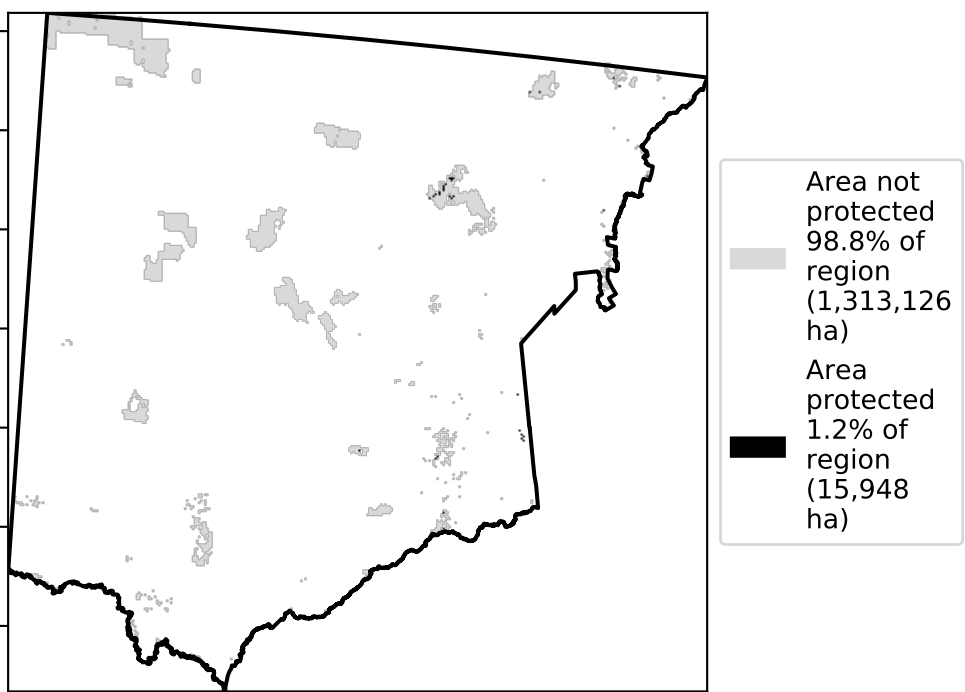 Area not
protected
98.8% of
region
(1,313,126
ha)
Area
protected
1.2% of
region
(15,948
ha)